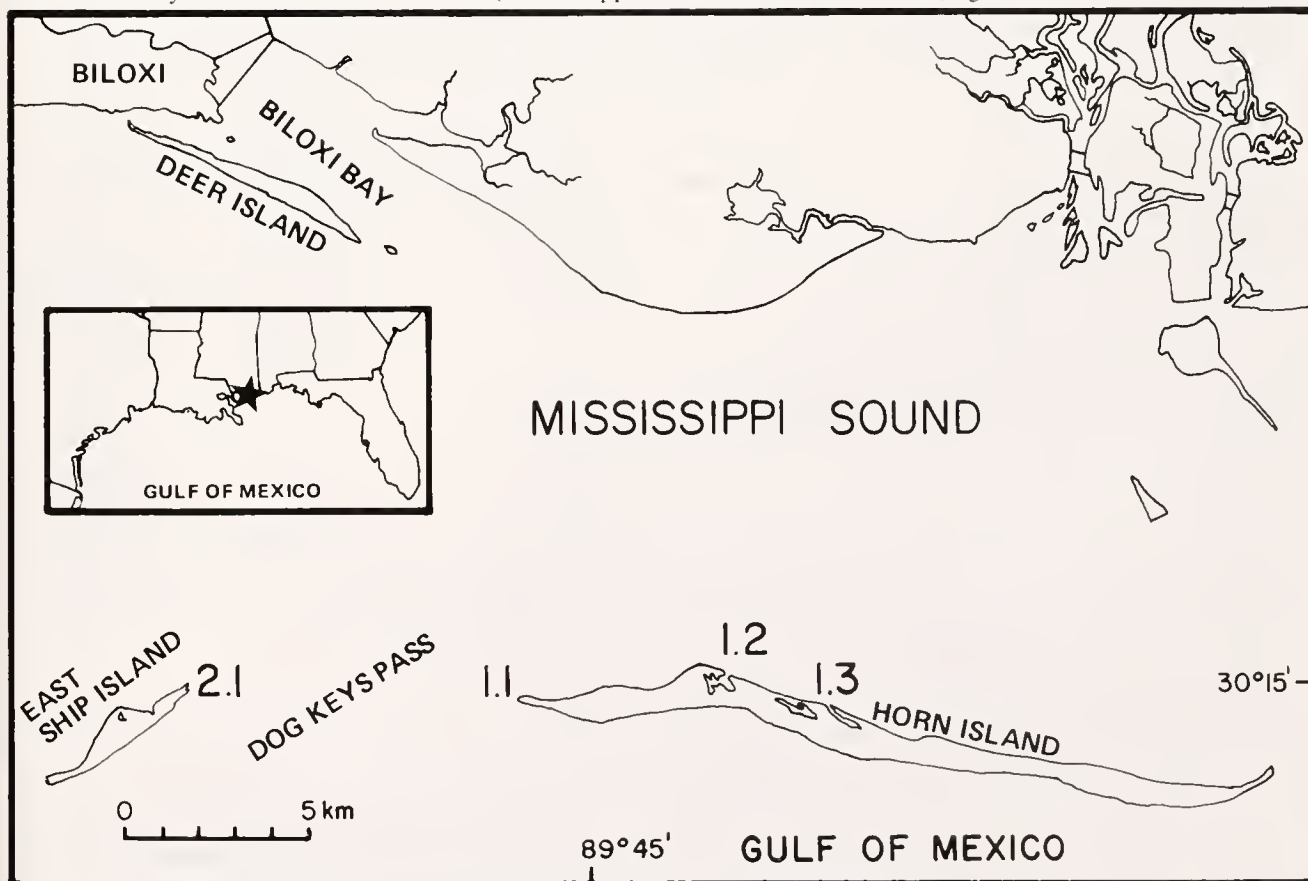 BILOXI
BILOXI BAY
DEER ISLAND
MISSISSIPPI SOUND
GULF OF MEXICO
EAST
SHIP ISLAND
2.1
DOG KEYS PASS
1.1
1.2
1.3
HORN ISLAND
30°15'
0 5 km
89°45'
GULF OF MEXICO